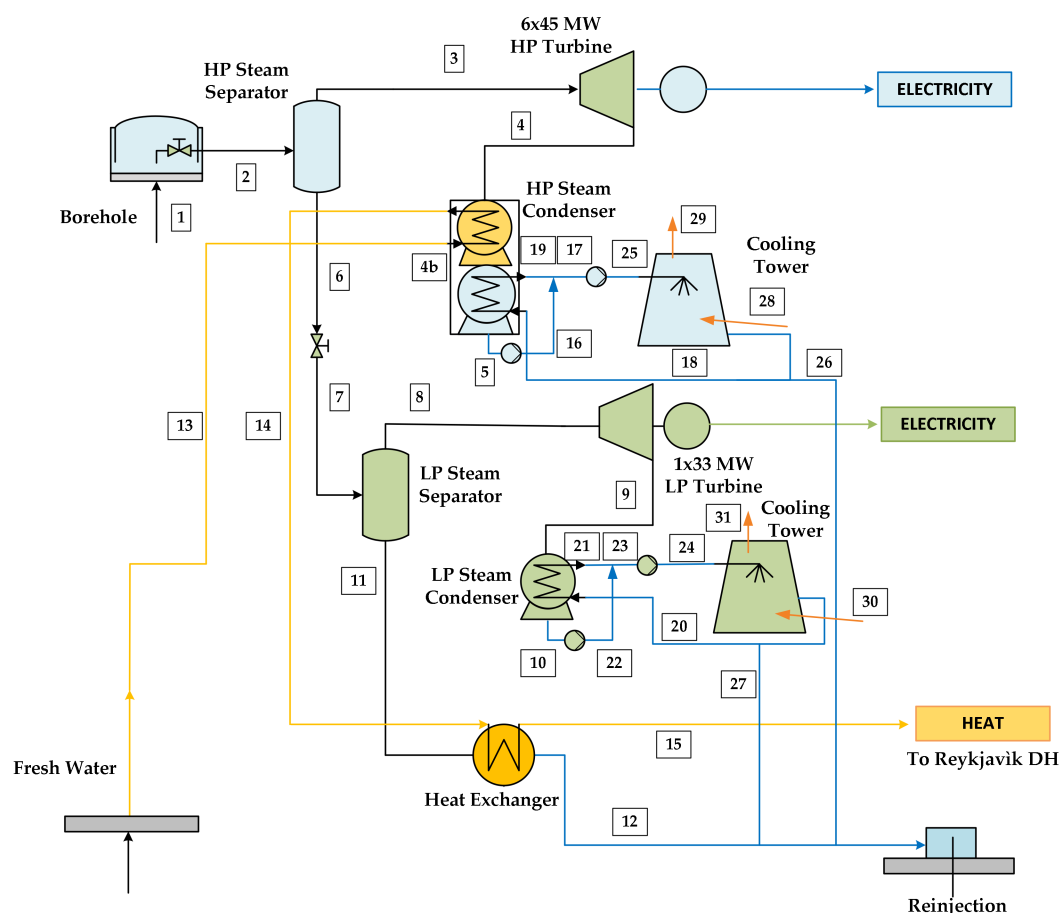 6x45 MW
HP Turbine
3
HP Steam
Separator
ELECTRICITY
4
2
HP Steam
Condenser
29
Borehole
1
Cooling
Tower
19
17
25
4b
6
28
16
5
18
26
7
8
13
14
ELECTRICITY
1x33 MW
LP Turbine
LP Steam
Separator
9
Cooling
Tower
31
21
23
24
11
LP Steam
Condenser
30
20
10
22
27
HEAT
15
To Reykjavìk DH
Fresh Water
Heat Exchanger
12
Reinjection